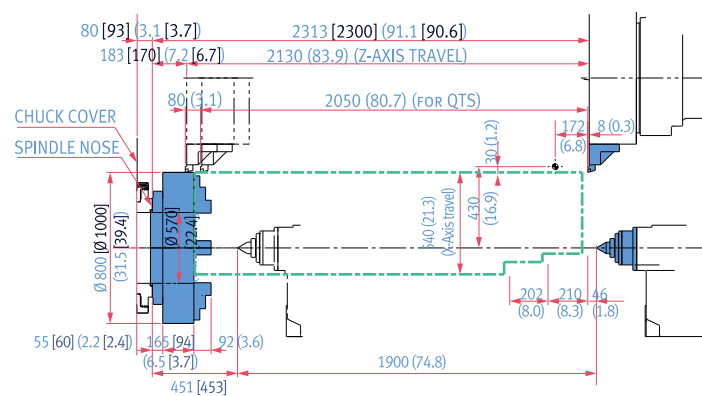 80 [93] (3.1 [3.7])
2313 [2300] (91.1 [90.6])
183 [170] (7.2 [6.7])
2130 (83.9) (Z-AXIS TRAVEL)
80 (3.1)
2050 (80.7) (FOR QTS)
CHUCK COVER
SPINDLE NOSE
172
(6.8)
8 (0.3)
30 (1.2)
Ø 800 [Ø 1000]
(31.5 [39.4])
Ø 570]
22.4]
540 (21.3)
(X-Axis travel)
430
(16.9)
202
(8.0)
210
(8.3)
46
(1.8)
55 [60] (2.2 [2.4])
165 [94]
(6.5 [3.7])
92 (3.6)
1900 (74.8)
451 [453]